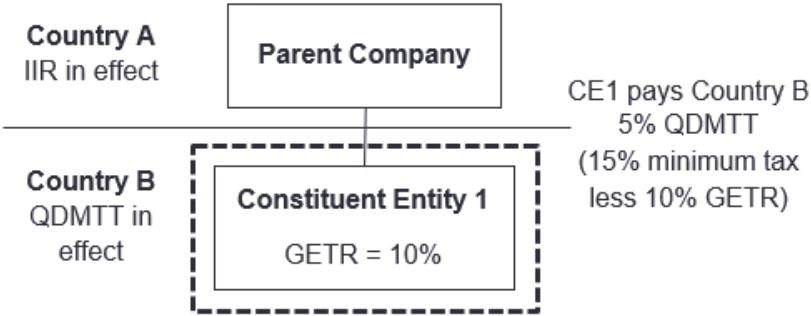 Country A
IIR in effect
Parent Company
CE1 pays Country B
5% QDMTT
(15% minimum tax
less 10% GETR)
Country B
QDMTT in
effect
Constituent Entity 1
GETR = 10%